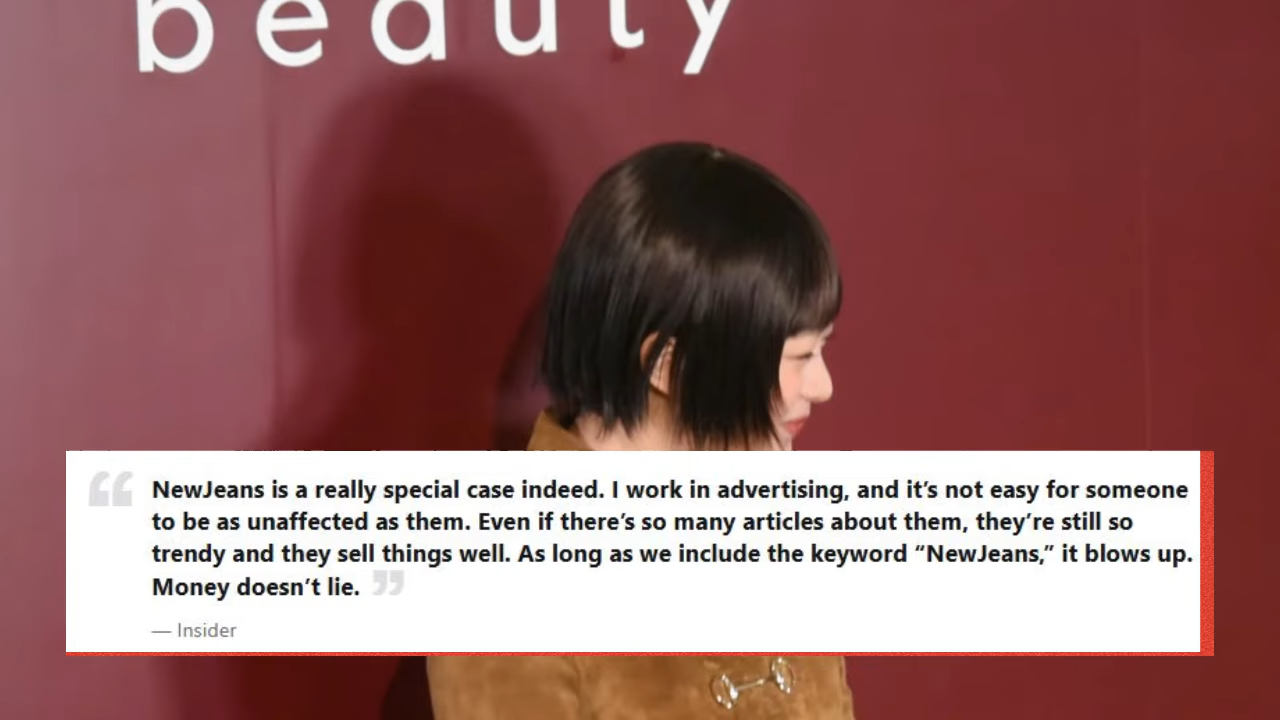 beauty
“ NewJeans is a really special case indeed. I work in advertising, and it’s not easy for someone
to be as unaffected as them. Even if there’s so many articles about them, they’re still so
trendy and they sell things well. As long as we include the keyword “NewJeans,” it blows up.
Money doesn’t lie. ”
— Insider